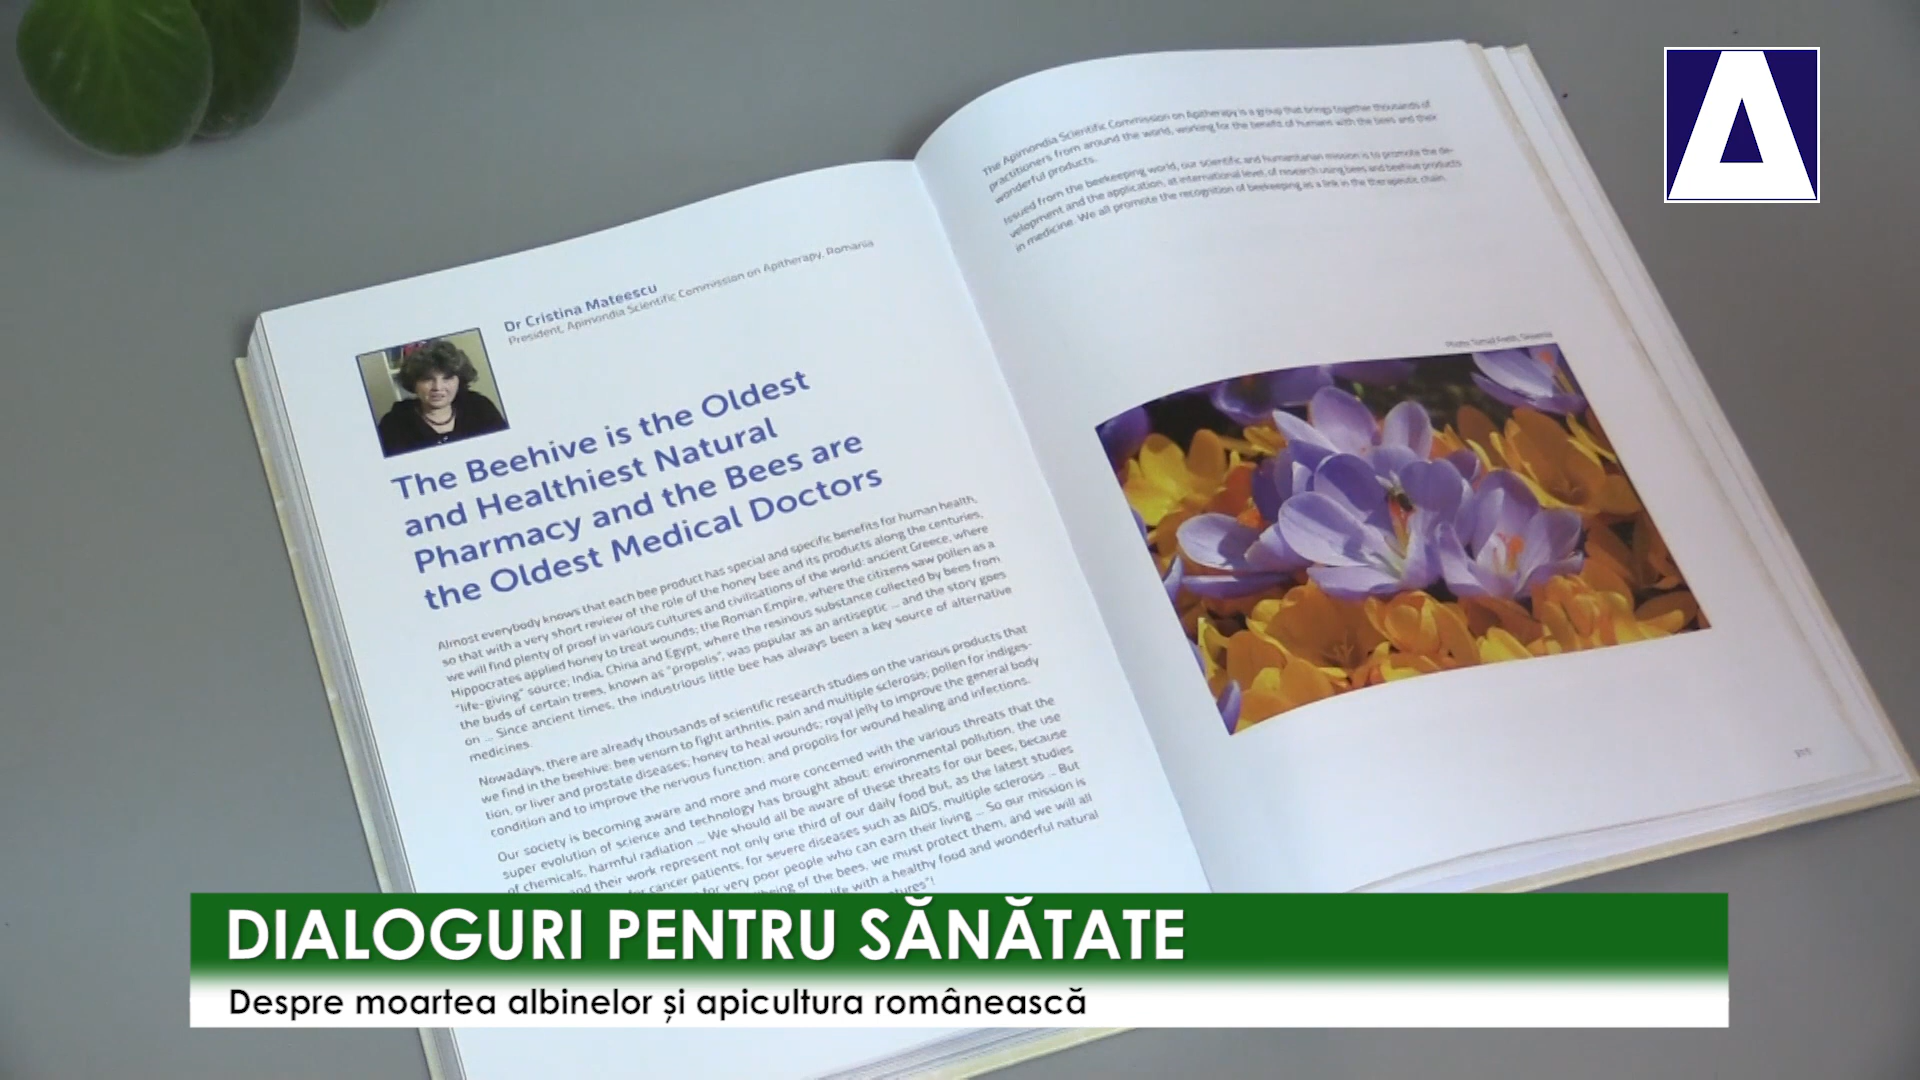 Dr Cristina Mateescu
President, Apimondia Scientific Commission on Apitherapy, Romania
The Beehive is the Oldest
and Healthiest Natural
Pharmacy and the Bees are
the Oldest Medical Doctors
Almost everybody knows that each bee product has special and specific benefits for human health,
so that with a very short review of the role of the honey bee and its products along the centuries,
we will find plenty of proof in various cultures and civilisations of the world: ancient Greece, where
Hippocrates applied honey to treat wounds; the Roman Empire, where the citizens saw pollen as a
"life-giving" source; India, China and Egypt, where the resinous substance collected by bees from
the buds of certain trees, known as "propolis", was popular as an antiseptic ... and the story goes
on ... Since ancient times, the industrious little bee has always been a key source of alternative
medicines.
Nowadays, there are already thousands of scientific research studies on the various products that
we find in the beehive: bee venom to fight arthritis, pain and multiple sclerosis; pollen for indiges-
tion, or liver and prostate diseases; honey to heal wounds; royal jelly to improve the general body
condition and to improve the nervous function; and propolis for wound healing and infections.
Our society is becoming aware and more and more concerned with the various threats that the
super evolution of science and technology has brought about: environmental pollution, the use
of chemicals, harmful radiation ... We should all be aware of these threats for our bees, because
and their work represent not only one third of our daily food but, as the latest studies
for cancer patients, for severe diseases such as AIDS, multiple sclerosis ... But
for very poor people who can earn their living ... So our mission is
being of the bees, we must protect them, and we will all
life with a healthy food and wonderful natural
The Apimondia Scientific Commission on Apitherapy is a group that brings together thousands of
practitioners from around the world, working for the benefit of humans with the bees and their
wonderful products.
Issued from the beekeeping world, our scientific and humanitarian mission is to promote the de-
velopment and the application, at international level, of research using bees and beehive products
in medicine. We all promote the recognition of beekeeping as a link in the therapeutic chain.
A
DIALOGURI PENTRU SĂNĂTATE
Despre moartea albinelor și apicultura românească